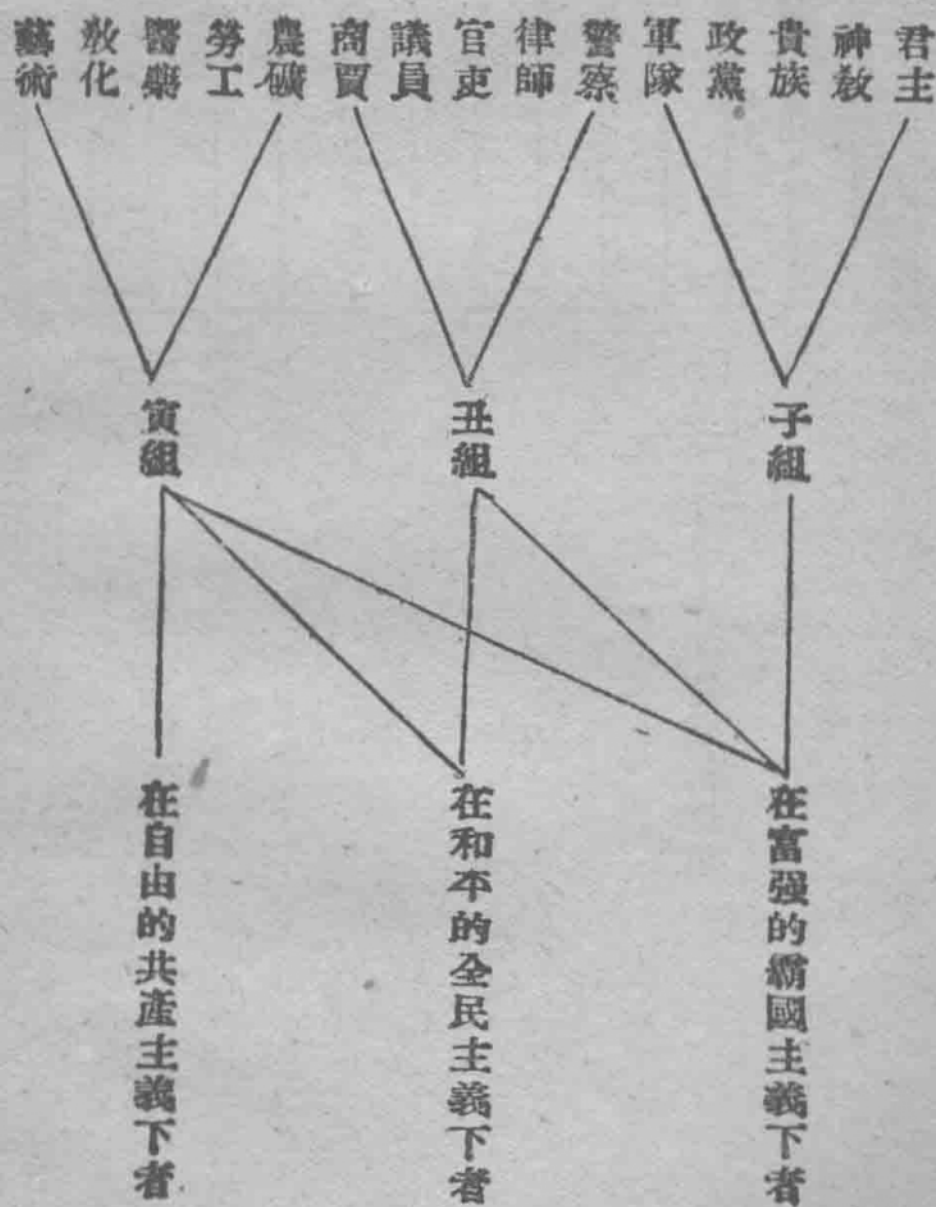 君主
神教
貴族
政黨
軍隊
警察
律師
官吏
議員
商賈
農礦
勞工
醫藥
教化
藝術
子組
丑組
寅組
在富强的霸國主義下者
在和平的全民主義下者
在自由的共產主義下者